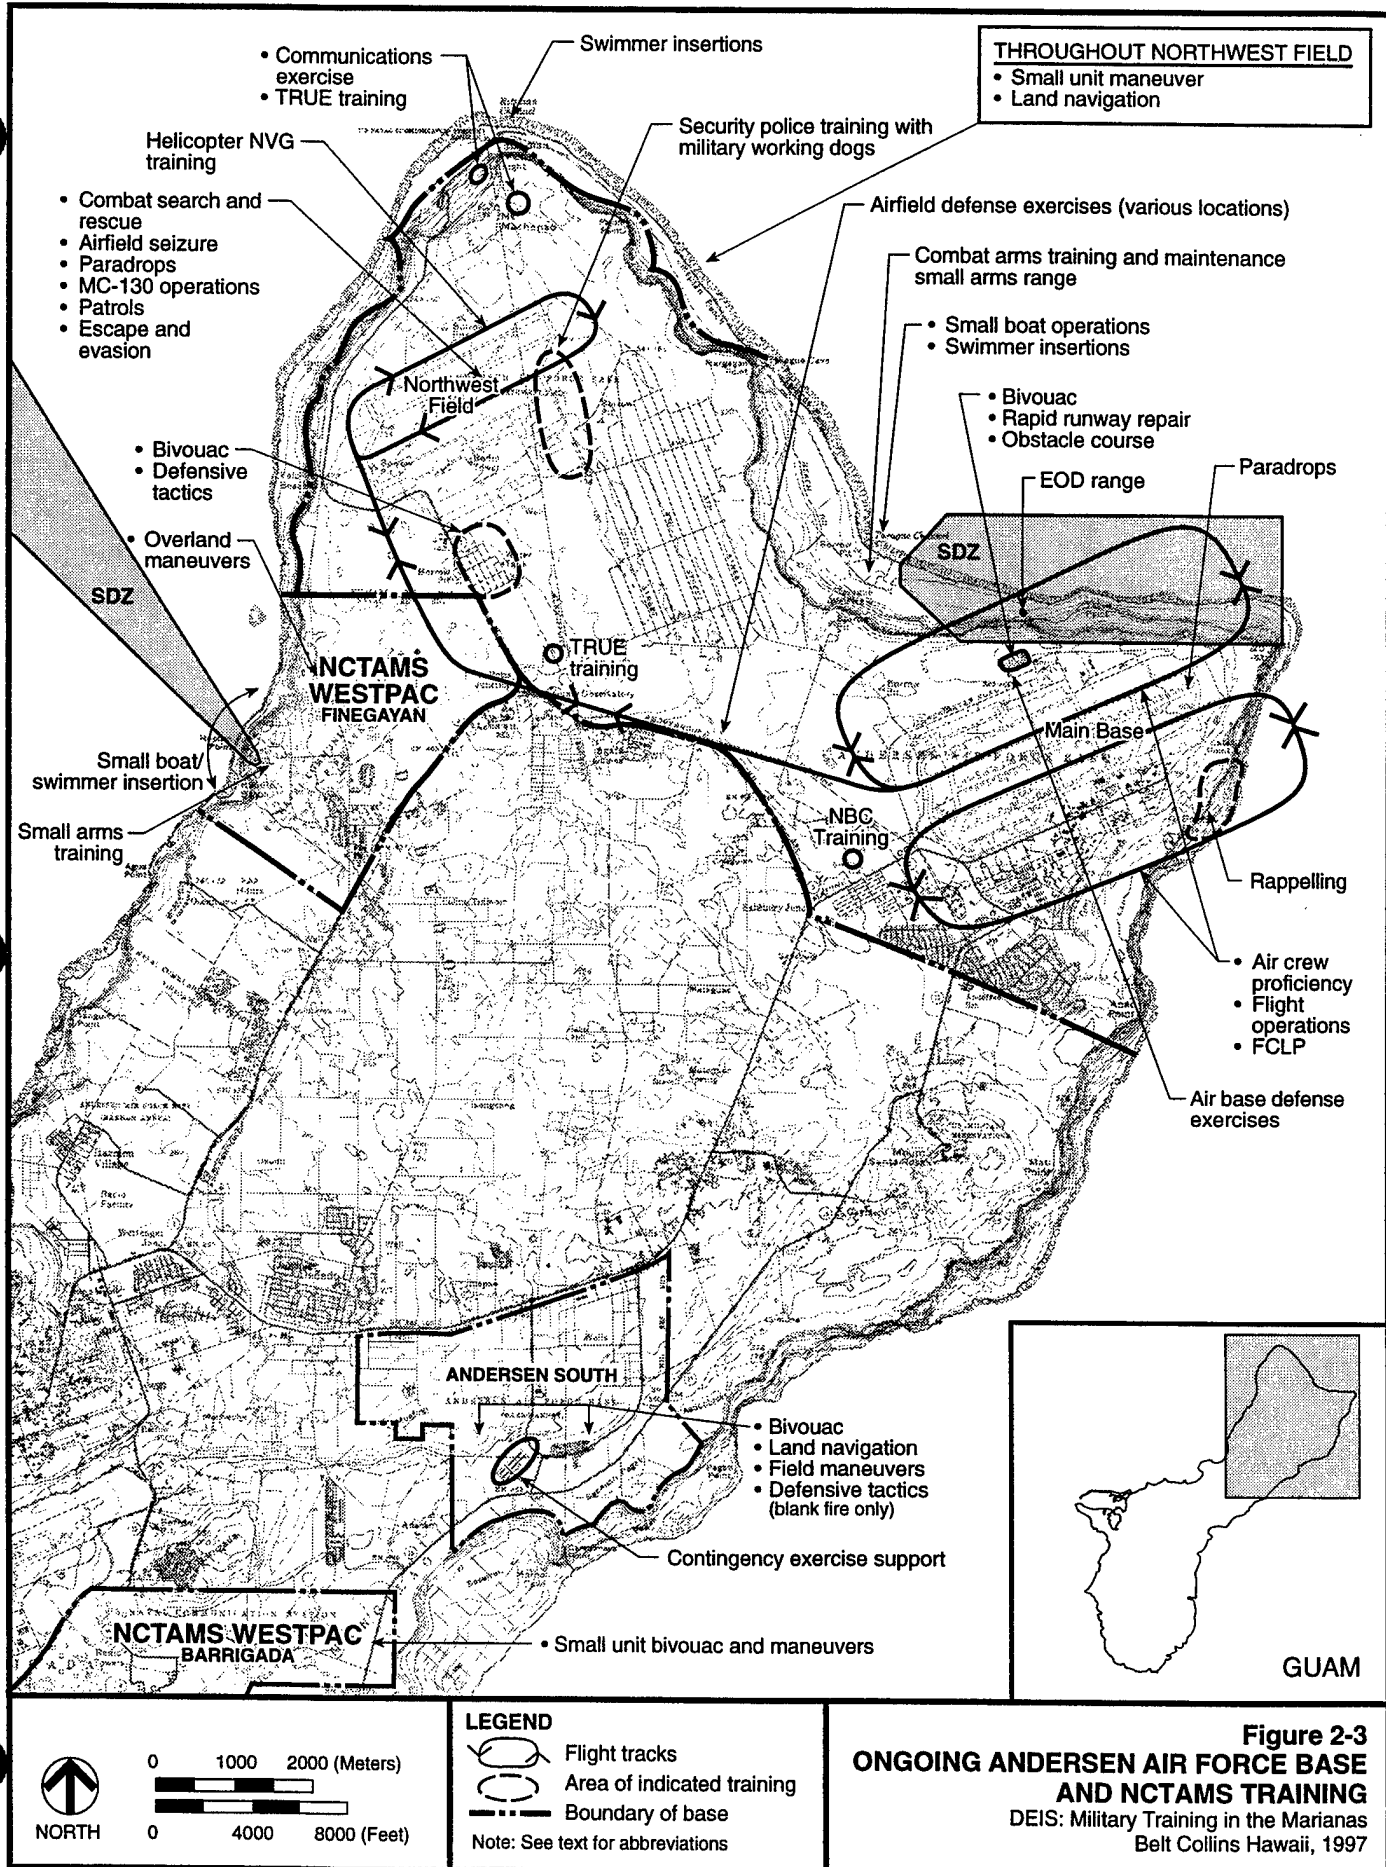 • Communications
exercise
• TRUE training
Swimmer insertions
THROUGHOUT NORTHWEST FIELD
• Small unit maneuver
• Land navigation
Helicopter NVG
training
Security police training with
military working dogs
• Combat search and
rescue
• Airfield seizure
• Paradrops
• MC-130 operations
• Patrols
• Escape and
evasion
Airfield defense exercises (various locations)
Combat arms training and maintenance
small arms range
• Small boat operations
• Swimmer insertions
Northwest
Field
• Bivouac
• Rapid runway repair
• Obstacle course
• Bivouac
• Defensive
tactics
Paradrops
EOD range
• Overland
maneuvers
SDZ
SDZ
TRUE
training
NCTAMS
WESTPAC
FINEGAYAN
Main Base
Small boat/
swimmer insertion
Small arms
training
NBC
Training
Rappelling
• Air crew
proficiency
• Flight
operations
• FCLP
Air base defense
exercises
ANDERSEN SOUTH
• Bivouac
• Land navigation
• Field maneuvers
• Defensive tactics
(blank fire only)
Contingency exercise support
NCTAMS WESTPAC
BARRIGADA
• Small unit bivouac and maneuvers
GUAM
NORTH
0 1000 2000 (Meters)
0 4000 8000 (Feet)
LEGEND
Flight tracks
Area of indicated training
Boundary of base
Note: See text for abbreviations
Figure 2-3
ONGOING ANDERSEN AIR FORCE BASE
AND NCTAMS TRAINING
DEIS: Military Training in the Marianas
Belt Collins Hawaii, 1997